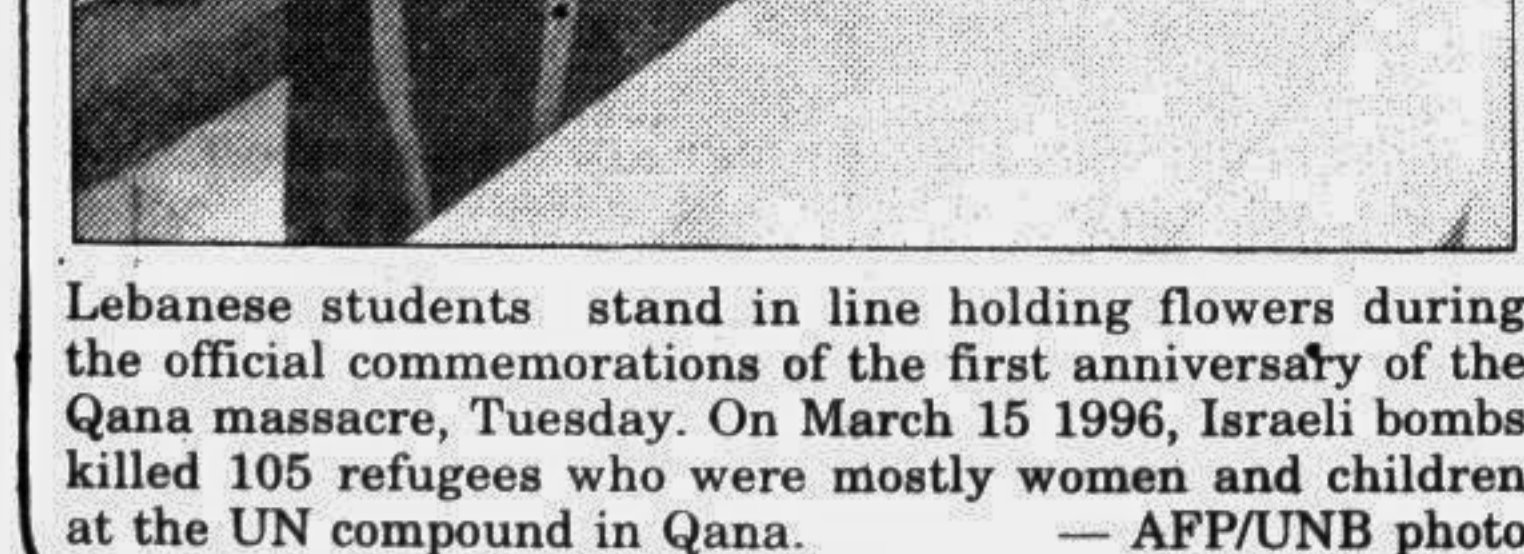 Lebanese students stand in line holding flowers during
the official commemorations of the first anniversary of the
Qana massacre, Tuesday. On March 15 1996, Israeli bombs
killed 105 refugees who were mostly women and children
at the UN compound in Qana. — AFP/UNB photo